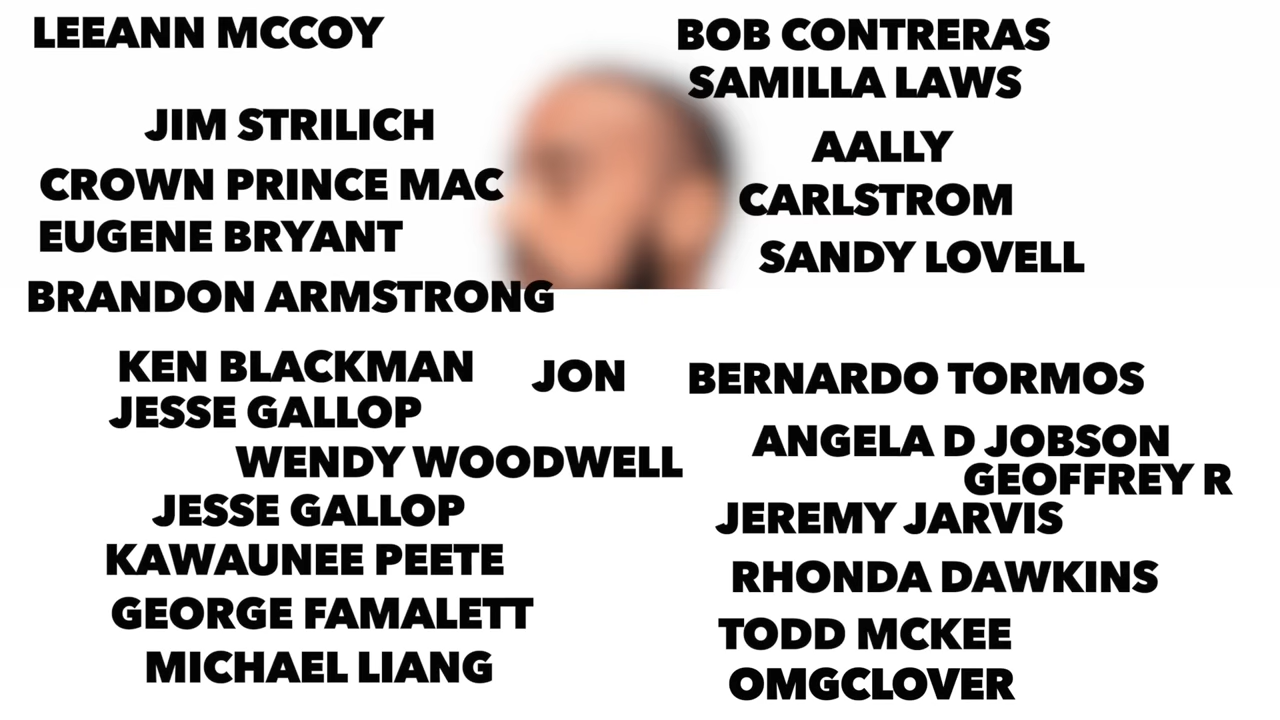 LEEANN MCCOY
BOB CONTRERAS
SAMILLA LAWS
JIM STRILICH
AALLY
CROWN PRINCE MAC
CARLSTROM
EUGENE BRYANT
SANDY LOVELL
BRANDON ARMSTRONG
KEN BLACKMAN
JON
BERNARDO TORMOS
JESSE GALLOP
ANGELA D JOBSON
WENDY WOODWELL
GEOFFREY R
JESSE GALLOP
JEREMY JARVIS
KAWAUNEE PEETE
RHONDA DAWKINS
GEORGE FAMALETT
TODD MCKEE
MICHAEL LIANG
OMGCLOVER